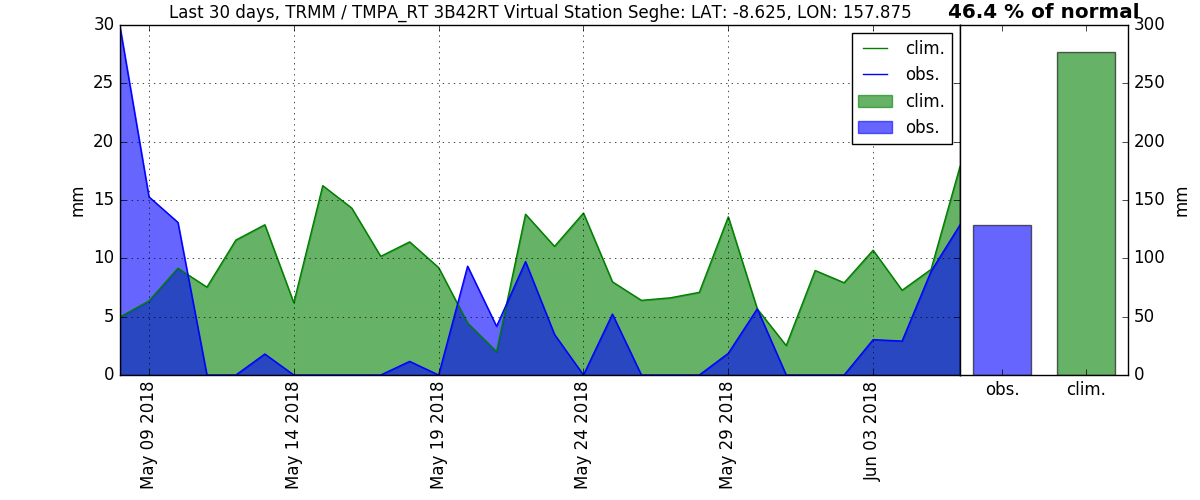 Last 30 days, TRMM / TMPA_RT 3B42RT Virtual Station Seghe: LAT: -8.625, LON: 157.875
46.4 % of normal
30
25
20
15
10
5
0
mm
clim.
obs.
clim.
obs.
300
250
200
150
100
50
0
mm
obs.
clim.
May 09 2018
May 14 2018
May 19 2018
May 24 2018
May 29 2018
Jun 03 2018